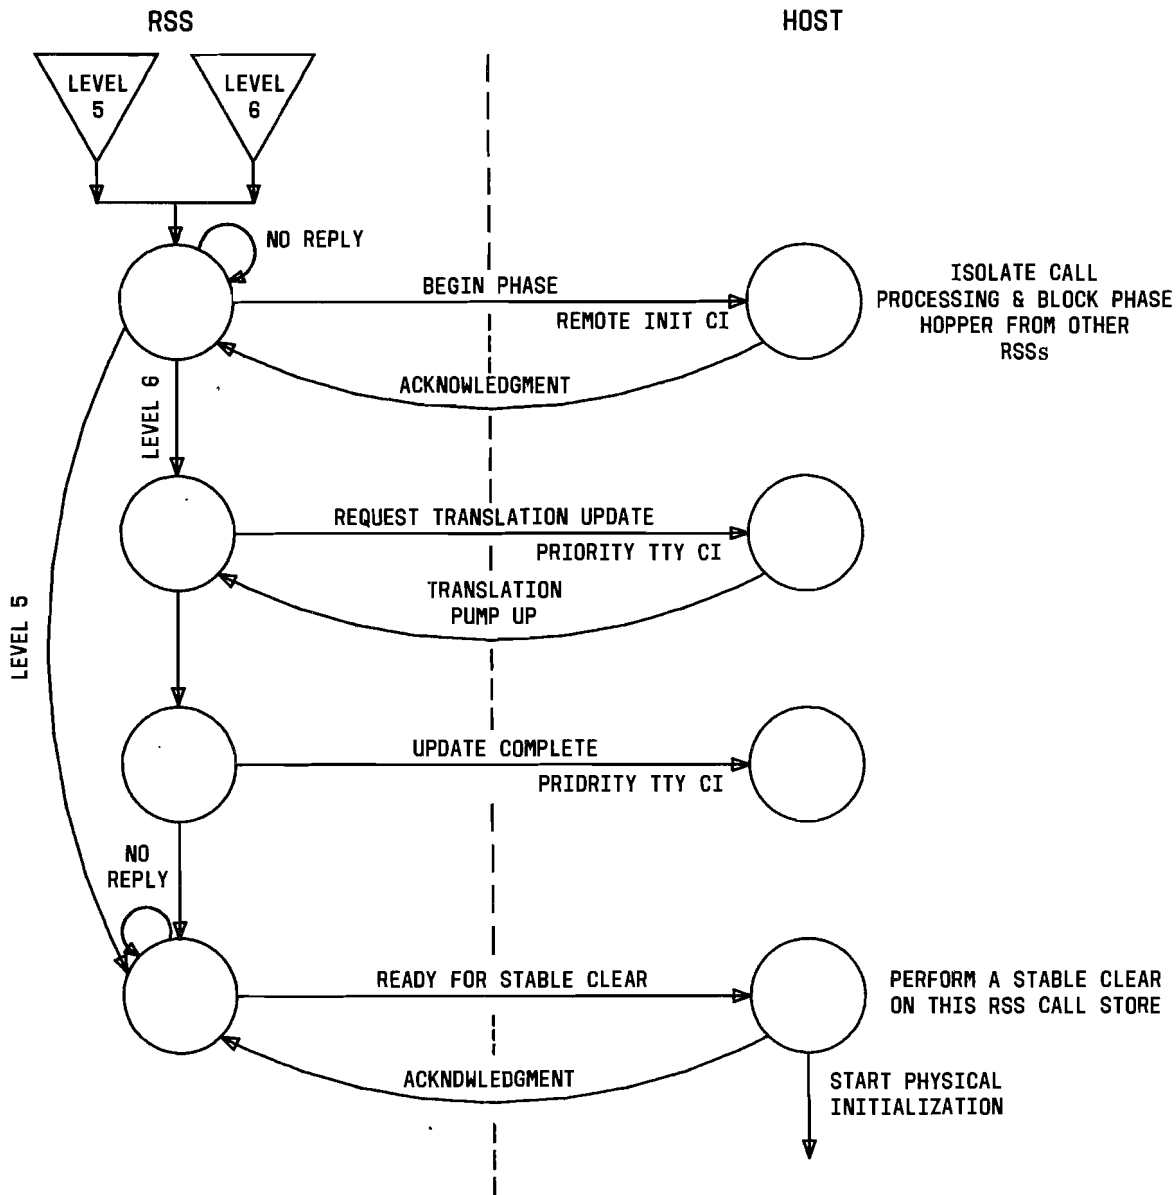 RSS
HOST
LEVEL
5
LEVEL
6
NO REPLY
BEGIN PHASE
REMOTE INIT CI
ISOLATE CALL
PROCESSING & BLOCK PHASE
HOPPER FROM OTHER
RSSs
ACKNOWLEDGMENT
LEVEL 6
REQUEST TRANSLATION UPDATE
PRIORITY TTY CI
TRANSLATION
PUMP UP
LEVEL 5
UPDATE COMPLETE
PRIDRITY TTY CI
NO
REPLY
READY FOR STABLE CLEAR
PERFORM A STABLE CLEAR
ON THIS RSS CALL STORE
ACKNDWLEDGMENT
START PHYSICAL
INITIALIZATION